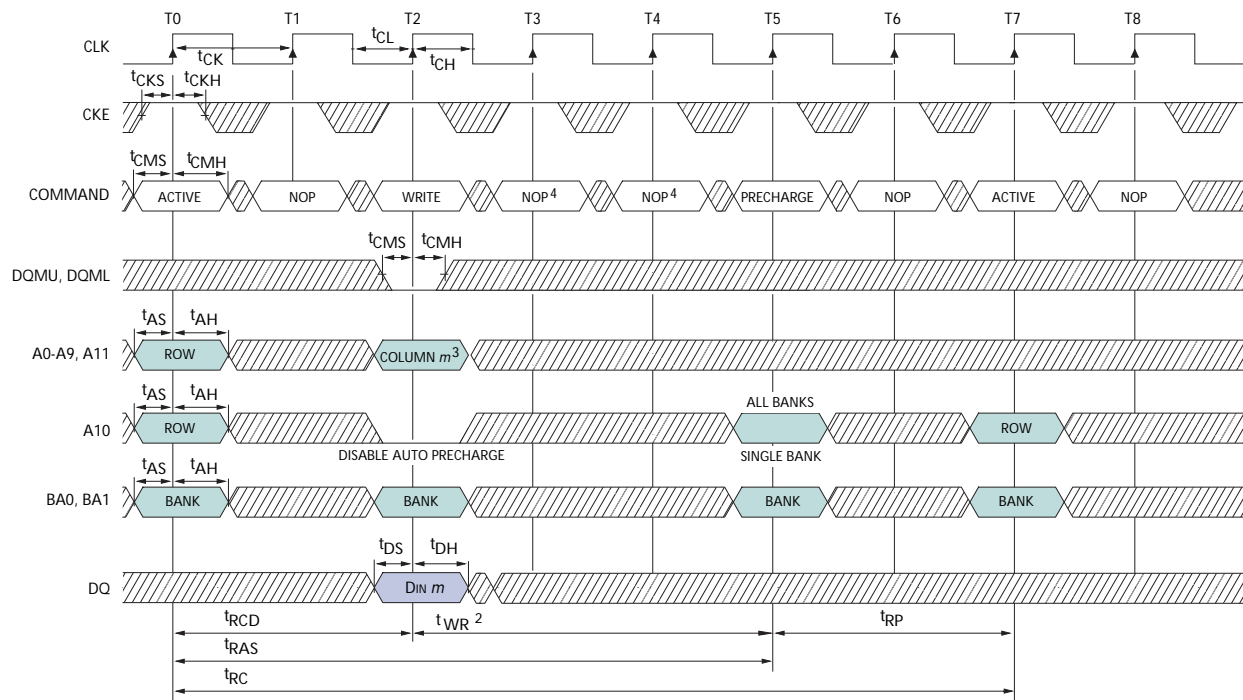 T0 T1 T2 T3 T4 T5 T6 T7 T8
CLK
tCK
tCL
tCH
tCKS tCKH
CKE
tCMS tCMH
COMMAND ACTIVE NOP WRITE NOP4 NOP4 PRECHARGE NOP ACTIVE NOP
tCMS tCMH
DQMU, DQML
tAS tAH
A0-A9, A11 ROW COLUMN m3
tAS tAH
ALL BANKS
A10 ROW ROW
DISABLE AUTO PRECHARGE SINGLE BANK
tAS tAH
BA0, BA1 BANK BANK BANK BANK
tDS tDH
DQ DIN m
tRCD tWR 2 tRP
tRAS
tRC